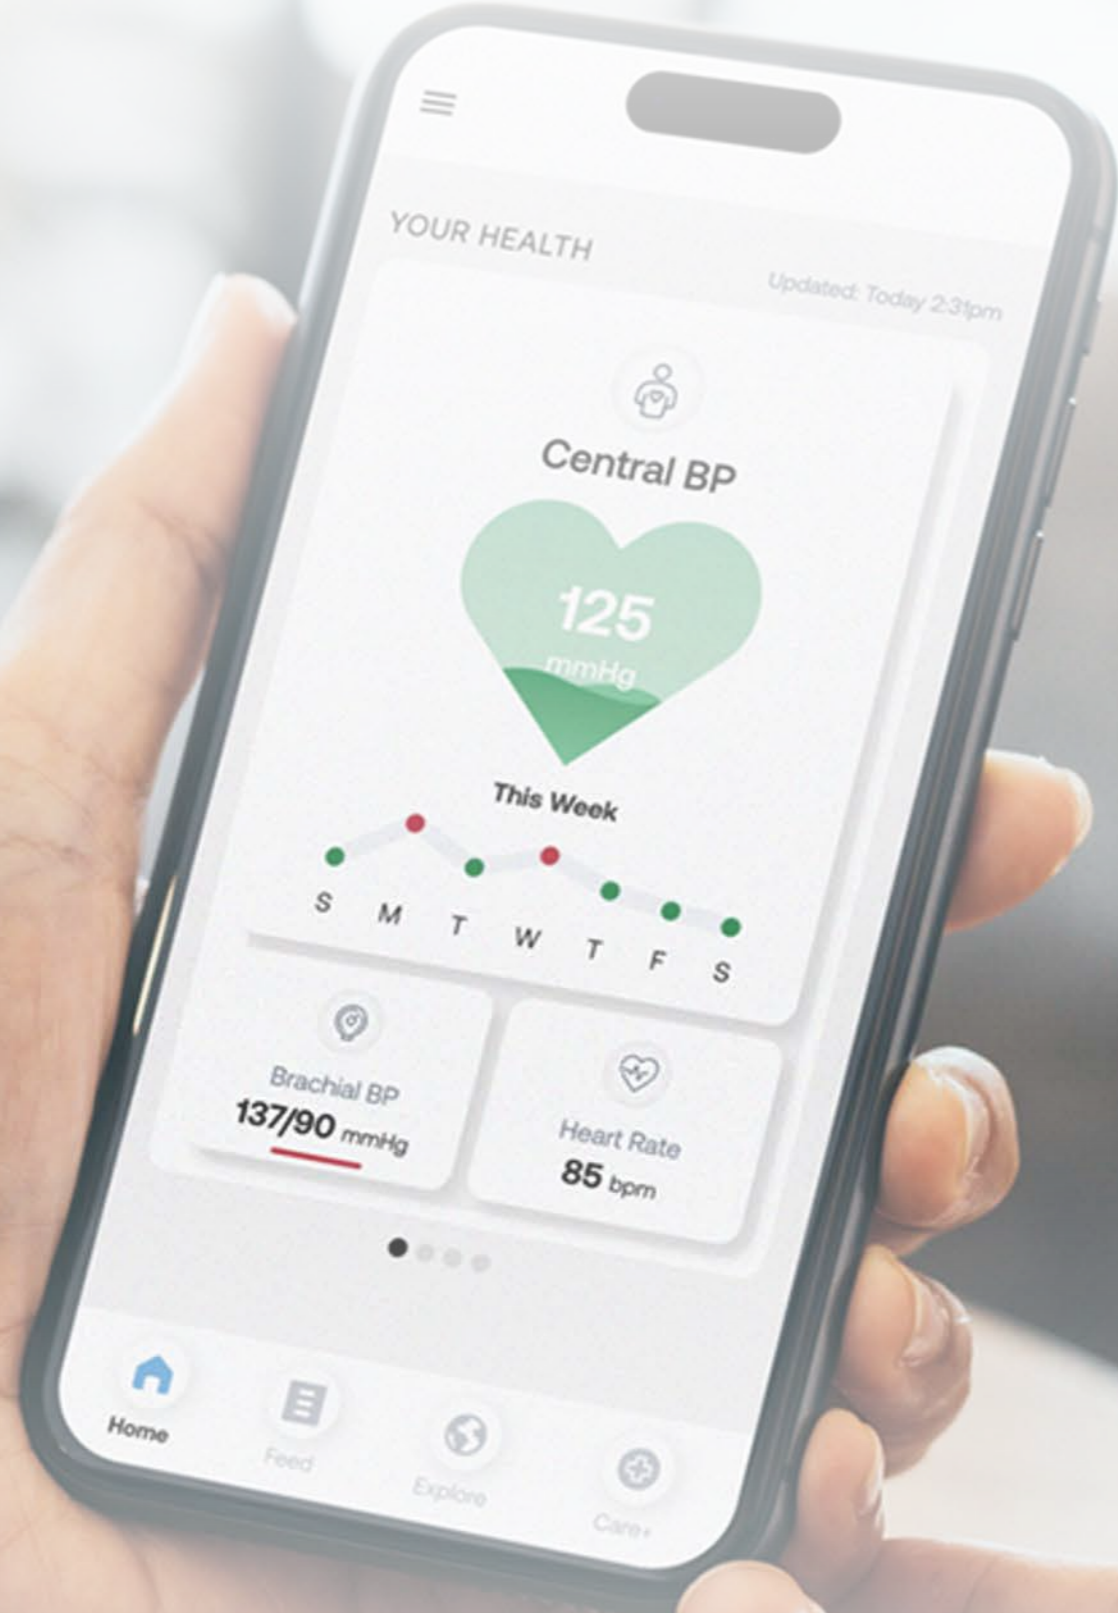 YOUR HEALTH
Updated: Today 2:31pm
Central BP
125
mmHg
This Week
S M T W T F S
Brachial BP
137/90 mmHg
Heart Rate
85 bpm
Home
Feed
Explore
Care+